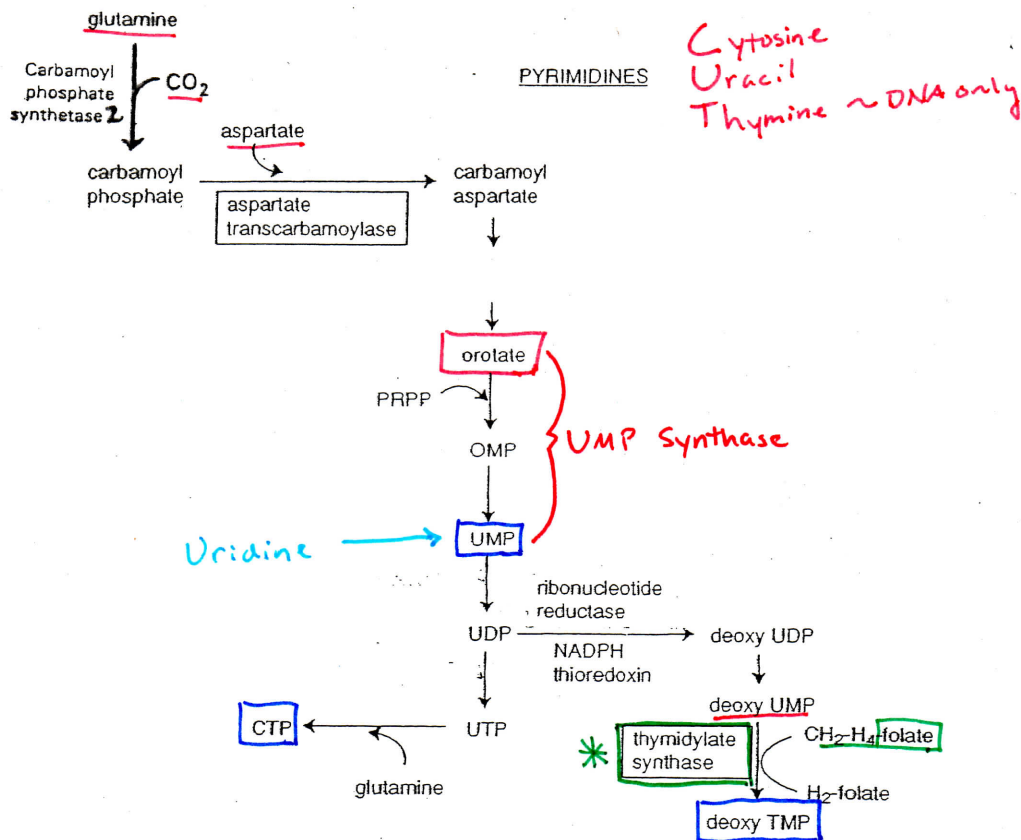 glutamine
Carbamoyl
phosphate
synthetase 2
CO2
PYRIMIDINES
Cytosine
Uracil
Thymine ~ DNA only
aspartate
carbamoyl
phosphate
aspartate
transcarbamoylase
carbamoyl
aspartate
orotate
PRPP
OMP
UMP Synthase
Uridine
UMP
ribonucleotide
reductase
UDP
NADPH
thioredoxin
deoxy UDP
deoxy UMP
CTP
UTP
glutamine
*
thymidylate
synthase
CH2-H4-folate
H2-folate
deoxy TMP